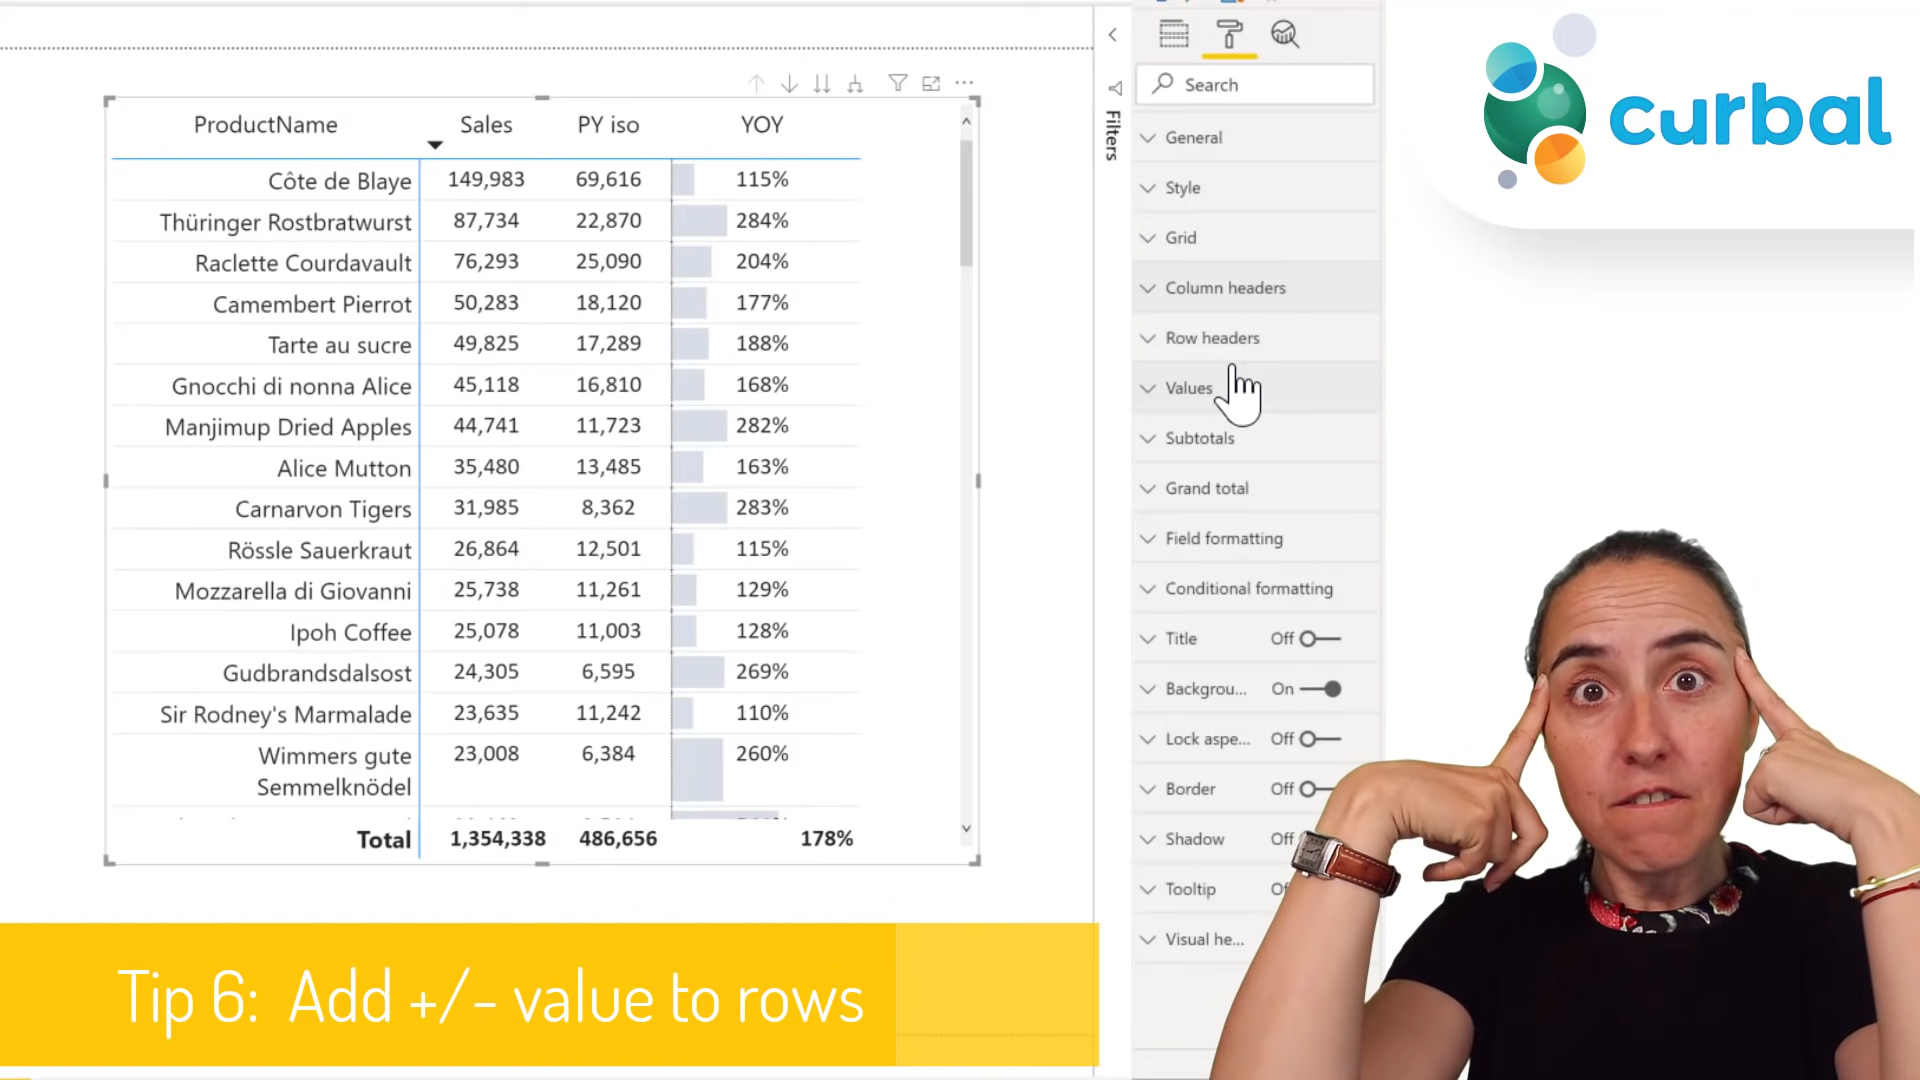 ProductName Sales PY iso YOY
Côte de Blaye 149,983 69,616 115%
Thüringer Rostbratwurst 87,734 22,870 284%
Raclette Courdavault 76,293 25,090 204%
Camembert Pierrot 50,283 18,120 177%
Tarte au sucre 49,825 17,289 188%
Gnocchi di nonna Alice 45,118 16,810 168%
Manjimup Dried Apples 44,741 11,723 282%
Alice Mutton 35,480 13,485 163%
Carnarvon Tigers 31,985 8,362 283%
Rössle Sauerkraut 26,864 12,501 115%
Mozzarella di Giovanni 25,738 11,261 129%
Ipoh Coffee 25,078 11,003 128%
Gudbrandsdalsost 24,305 6,595 269%
Sir Rodney's Marmalade 23,635 11,242 110%
Wimmers gute 23,008 6,384 260%
Semmelknödel
Total 1,354,338 486,656 178%
Tip 6: Add +/- value to rows
Filters
Search
General
Style
Grid
Column headers
Row headers
Values
Subtotals
Grand total
Field formatting
Conditional formatting
Title Off
Backgrou... On
Lock aspe... Off
Border Off
Shadow Off
Tooltip
Visual he...
curbal